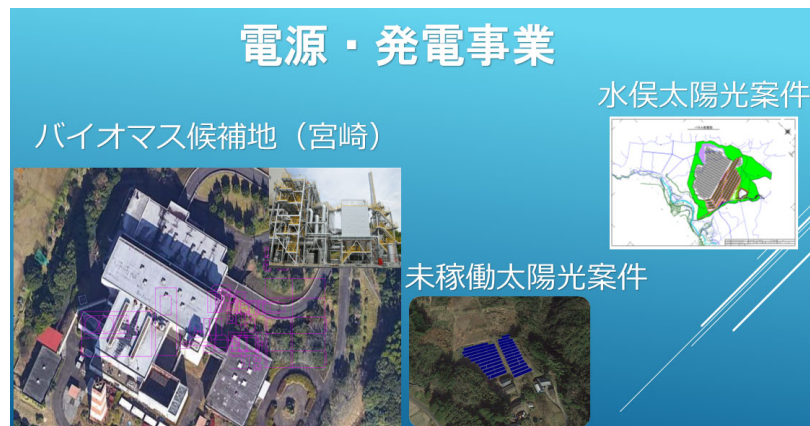 電源・発電事業
水俣太陽光案件
バイオマス候補地（宮崎）
未稼働太陽光案件